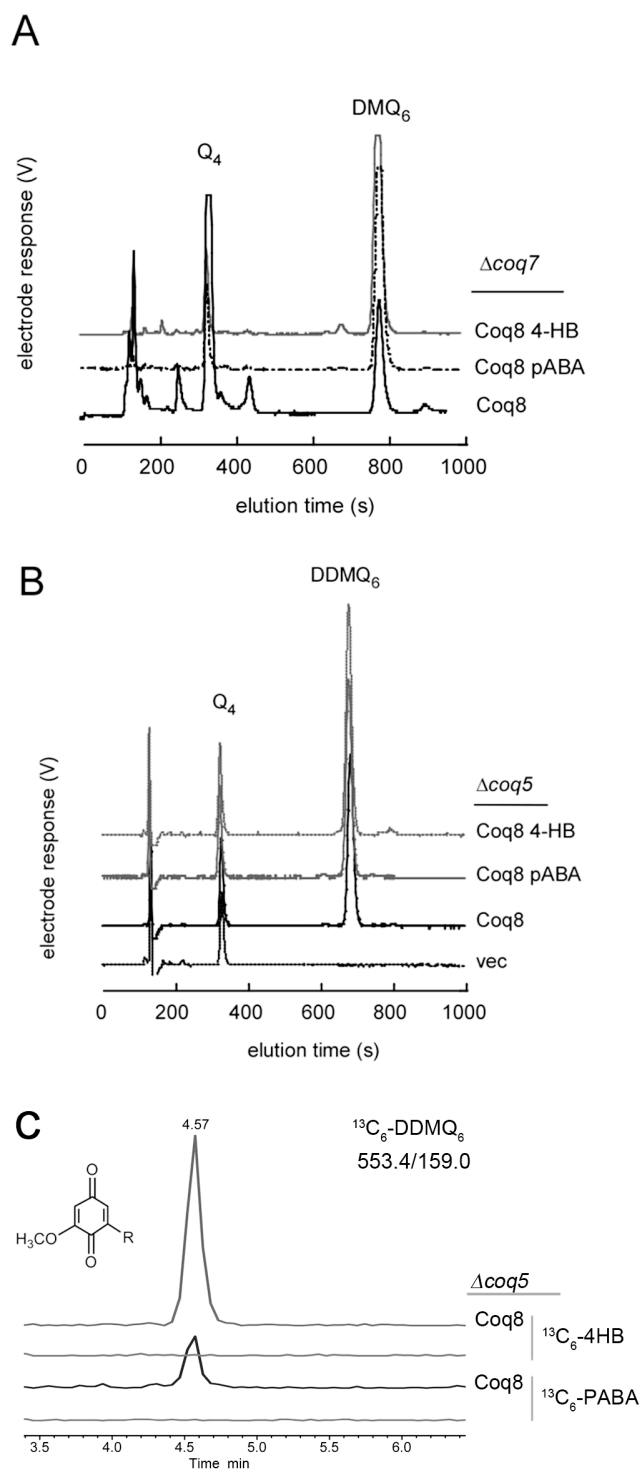 A
DMQ6
Q4
Δcoq7
electrode response (V)
Coq8 4-HB
Coq8 pABA
Coq8
0 200 400 600 800 1000
elution time (s)
B
DDMQ6
Q4
Δcoq5
electrode response (V)
Coq8 4-HB
Coq8 pABA
Coq8
vec
0 200 400 600 800 1000
elution time (s)
C
4.57
13C6-DDMQ6
553.4/159.0
O
H3CO
R
O
Δcoq5
Coq8
13C6-4HB
Coq8
13C6-PABA
3.5 4.0 4.5 5.0 5.5 6.0
Time min